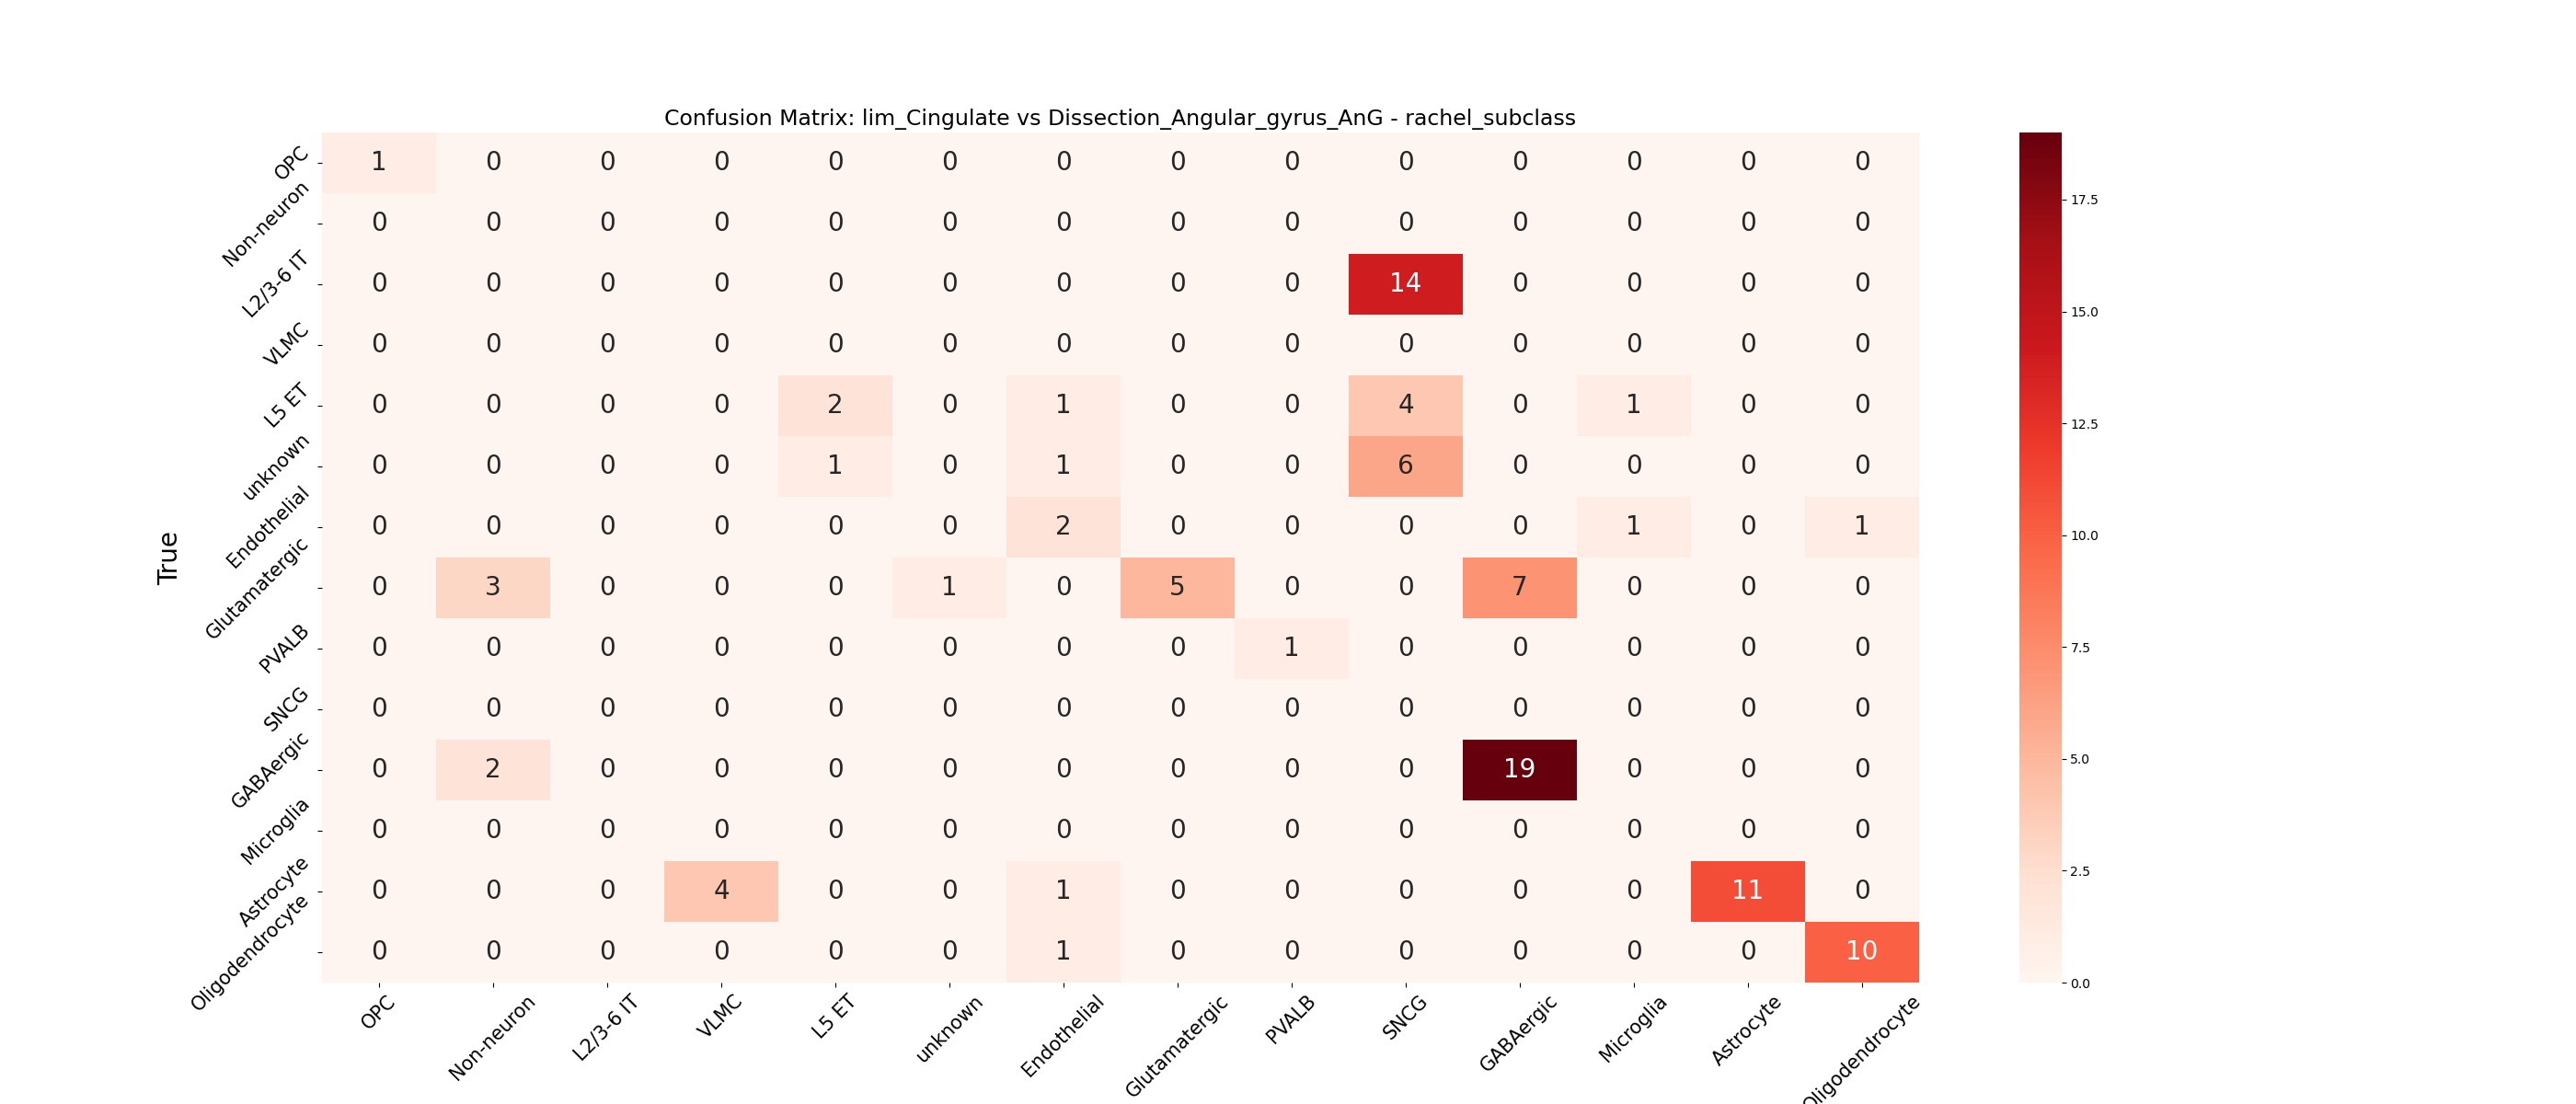 Confusion Matrix: lim_Cingulate vs Dissection_Angular_gyrus_AnG - rachel_subclass
True
OPC 1 0 0 0 0 0 0 0 0 0 0 0 0 0
Non-neuron 0 0 0 0 0 0 0 0 0 0 0 0 0 0
L2/3-6 IT 0 0 0 0 0 0 0 0 0 14 0 0 0 0
VLMC 0 0 0 0 0 0 0 0 0 0 0 0 0 0
L5 ET 0 0 0 0 2 0 1 0 0 4 0 1 0 0
unknown 0 0 0 0 1 0 1 0 0 6 0 0 0 0
Endothelial 0 0 0 0 0 0 2 0 0 0 0 1 0 1
Glutamatergic 0 3 0 0 0 1 0 5 0 0 7 0 0 0
PVALB 0 0 0 0 0 0 0 0 1 0 0 0 0 0
SNCG 0 0 0 0 0 0 0 0 0 0 0 0 0 0
GABAergic 0 2 0 0 0 0 0 0 0 0 19 0 0 0
Microglia 0 0 0 0 0 0 0 0 0 0 0 0 0 0
Astrocyte 0 0 0 4 0 0 1 0 0 0 0 0 11 0
Oligodendrocyte 0 0 0 0 0 0 1 0 0 0 0 0 0 10
OPC Non-neuron L2/3-6 IT VLMC L5 ET unknown Endothelial Glutamatergic PVALB SNCG GABAergic Microglia Astrocyte Oligodendrocyte
17.5
15.0
12.5
10.0
7.5
5.0
2.5
0.0